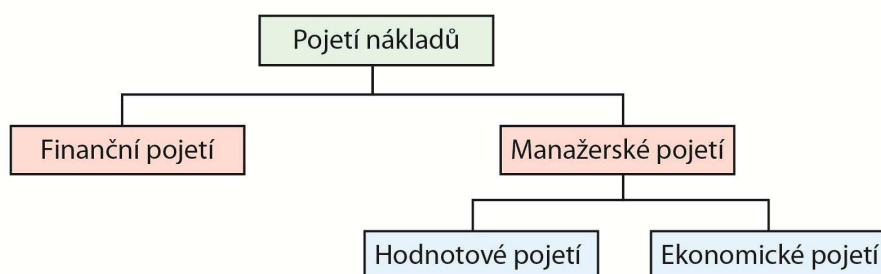 Pojetí nákladů
Finanční pojetí
Manažerské pojetí
Hodnotové pojetí
Ekonomické pojetí